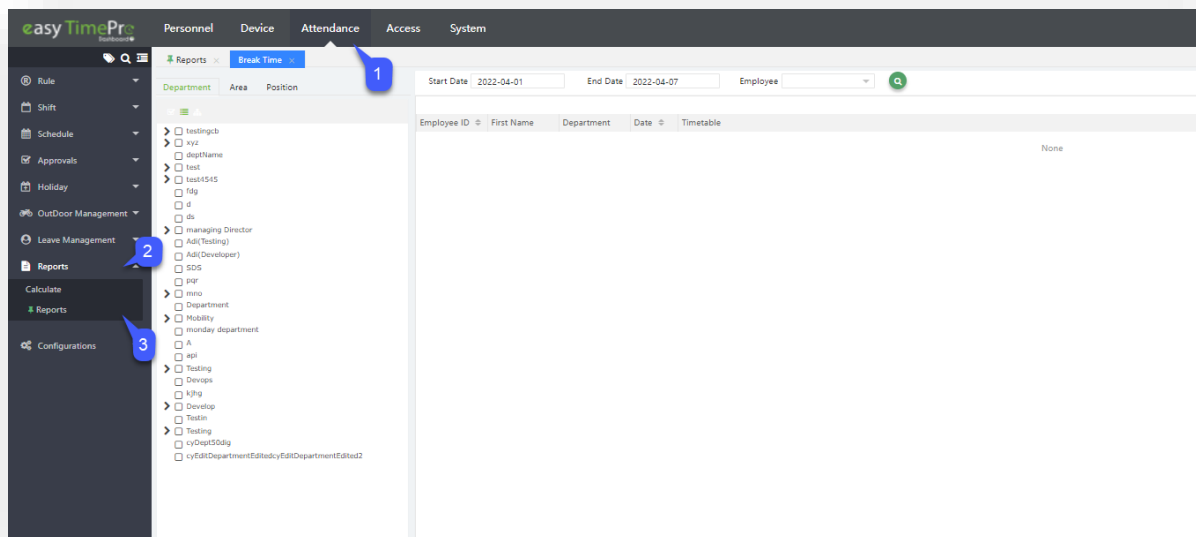 easy TimePro
Dashboard
Personnel Device Attendance Access System
Reports × Break Time ×
1
Rule
Shift
Schedule
Approvals
Holiday
OutDoor Management
Leave Management
2
Reports
Calculate
Reports
3
Configurations
Department Area Position
testingcb
xyz
deptName
test
test4545
fdg
d
ds
managing Director
Adi(Testing)
Adi(Developer)
SDS
pqr
mno
Department
Mobility
monday department
A
api
Testing
Devops
kjhg
Develop
Testin
Testing
cyDept50dig
cyEditDepartmentEditedcyEditDepartmentEdited2
Start Date 2022-04-01 End Date 2022-04-07 Employee
Employee ID First Name Department Date Timetable
None